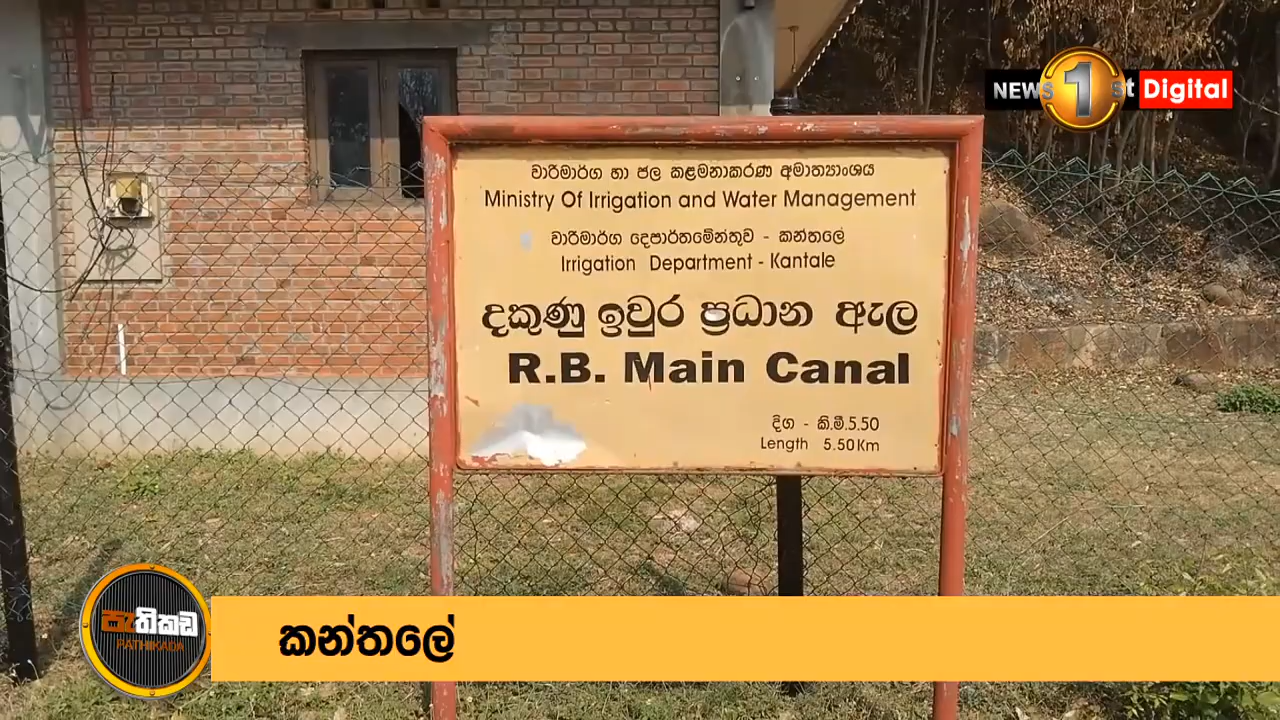 NEWS 1st Digital
වාරිමාර්ග හා ජල කළමනාකරණ අමාත්‍යාංශය
Ministry Of Irrigation and Water Management
වාරිමාර්ග දෙපාර්තමේන්තුව - කන්තලේ
Irrigation Department - Kantale
දකුණු ඉවුර ප්‍රධාන ඇල
R.B. Main Canal
දිග - කි.මී.5.50
Length 5.50Km
පැතිකඩ
PATHIKADA
කන්තලේ